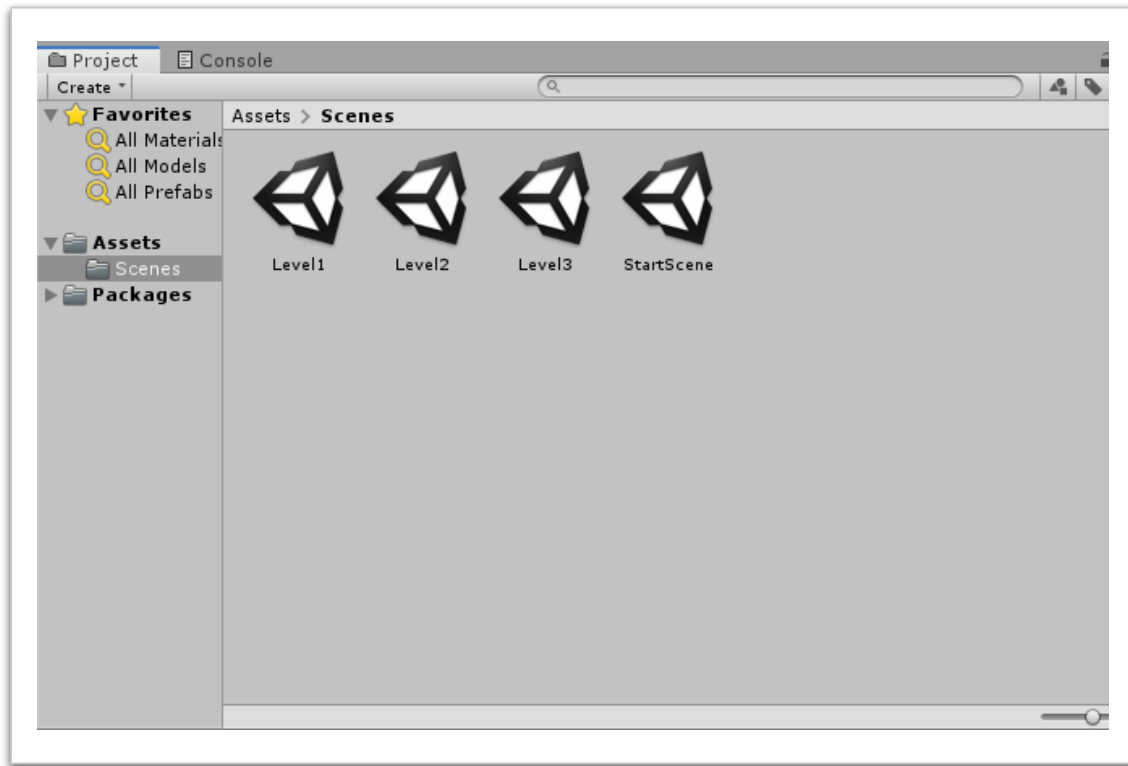 Project Console
Create
Favorites
All Materials
All Models
All Prefabs
Assets
Scenes
Packages
Assets > Scenes
Level1 Level2 Level3 StartScene